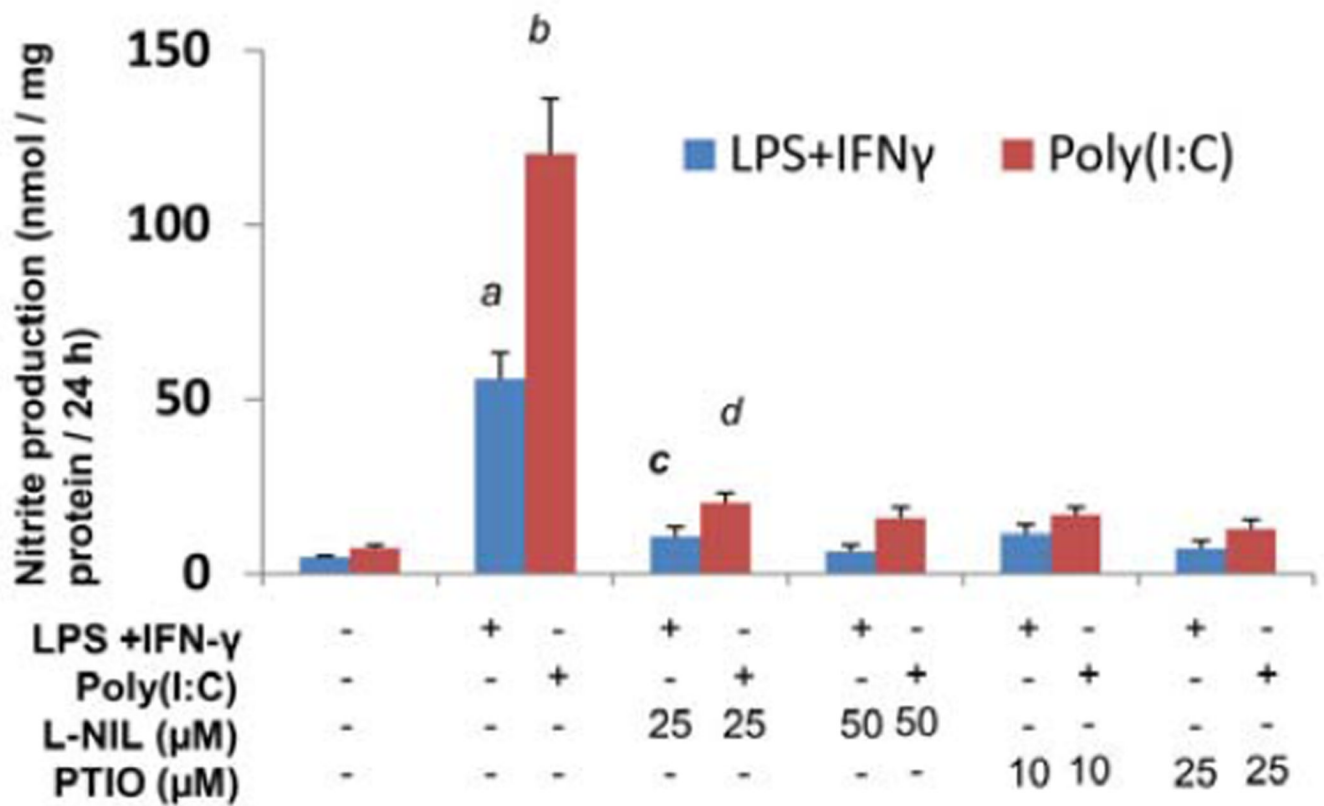 b
150
LPS+IFNγ
Poly(I:C)
100
a
50
d
c
0
Nitrite production (nmol / mg
protein / 24 h)
LPS +IFN-γ - + - + - + - + - + -
Poly(I:C) - - + - + - + - + - +
L-NIL (μM) - - - 25 25 50 50 - - - -
PTIO (μM) - - - - - - - 10 10 25 25